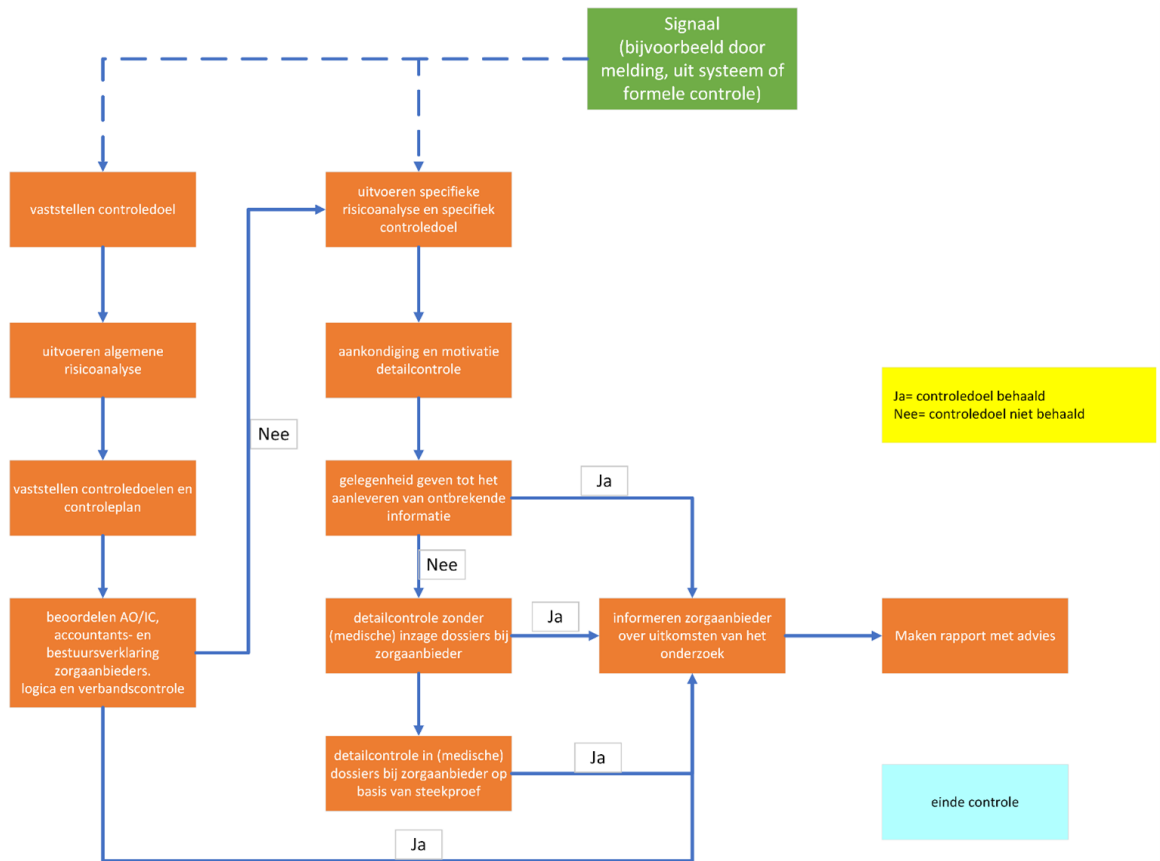 Signaal
(bijvoorbeeld door
melding, uit systeem of
formele controle)
vaststellen controledoel
uitvoeren specifieke
risicoanalyse en specifiek
controledoel
uitvoeren algemene
risicoanalyse
aankondiging en motivatie
detailcontrole
Ja= controledoel behaald
Nee= controledoel niet behaald
Nee
vaststellen controledoelen en
controleplan
gelegenheid geven tot het
aanleveren van ontbrekende
informatie
Ja
Nee
beoordelen AO/IC,
accountants- en
bestuursverklaring
zorgaanbieders.
logica en verbandscontrole
detailcontrole zonder
(medische) inzage dossiers bij
zorgaanbieder
Ja
informeren zorgaanbieder
over uitkomsten van het
onderzoek
Maken rapport met advies
detailcontrole in (medische)
dossiers bij zorgaanbieder op
basis van steekproef
Ja
einde controle
Ja